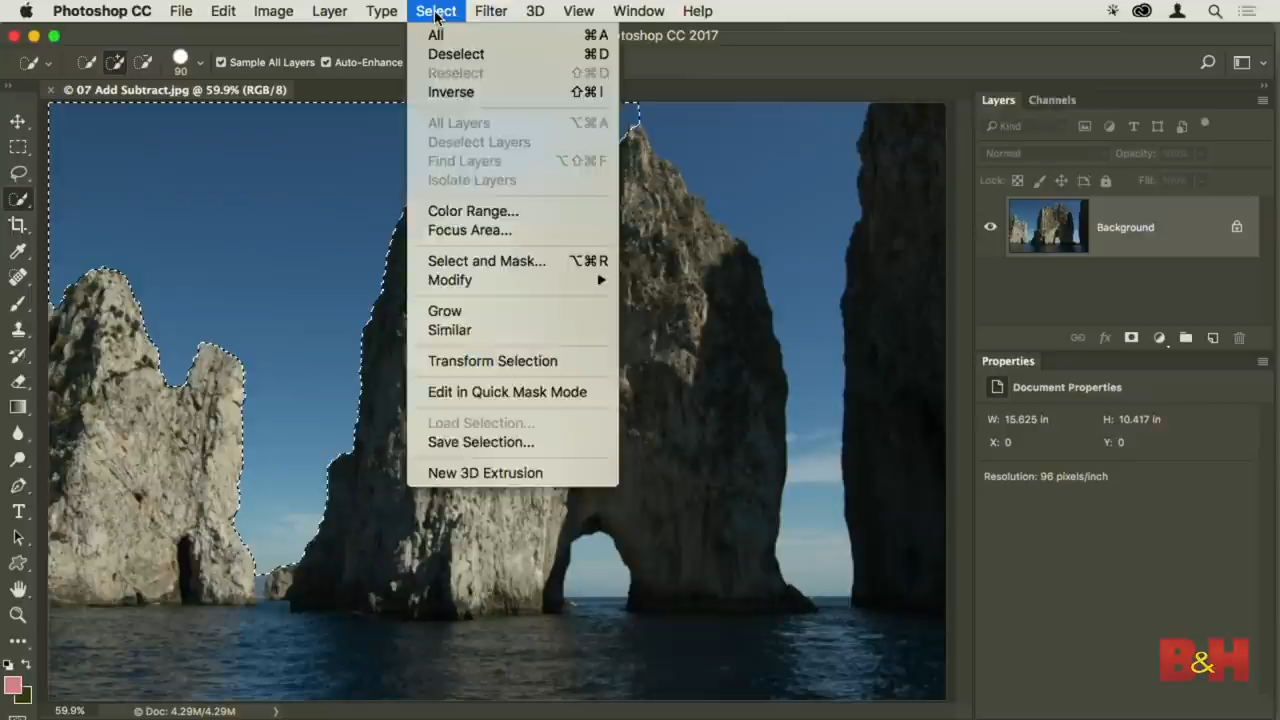 Photoshop CC File Edit Image Layer Type Select Filter 3D View Window Help
toshop CC 2017
90 Sample All Layers Auto-Enhance
× © 07 Add Subtract.jpg @ 59.9% (RGB/8)
All ⌘A
Deselect ⌘D
Reselect ⇧⌘D
Inverse ⇧⌘I
All Layers ⌥⌘A
Deselect Layers
Find Layers ⌥⇧⌘F
Isolate Layers
Color Range...
Focus Area...
Select and Mask... ⌥⌘R
Modify
Grow
Similar
Transform Selection
Edit in Quick Mask Mode
Load Selection...
Save Selection...
New 3D Extrusion
Layers Channels
Kind
Normal Opacity: 100%
Lock: Fill: 100%
Background
fx
Properties
Document Properties
W: 15.625 in H: 10.417 in
X: 0 Y: 0
Resolution: 96 pixels/inch
B&H
59.9% © Doc: 4.29M/4.29M